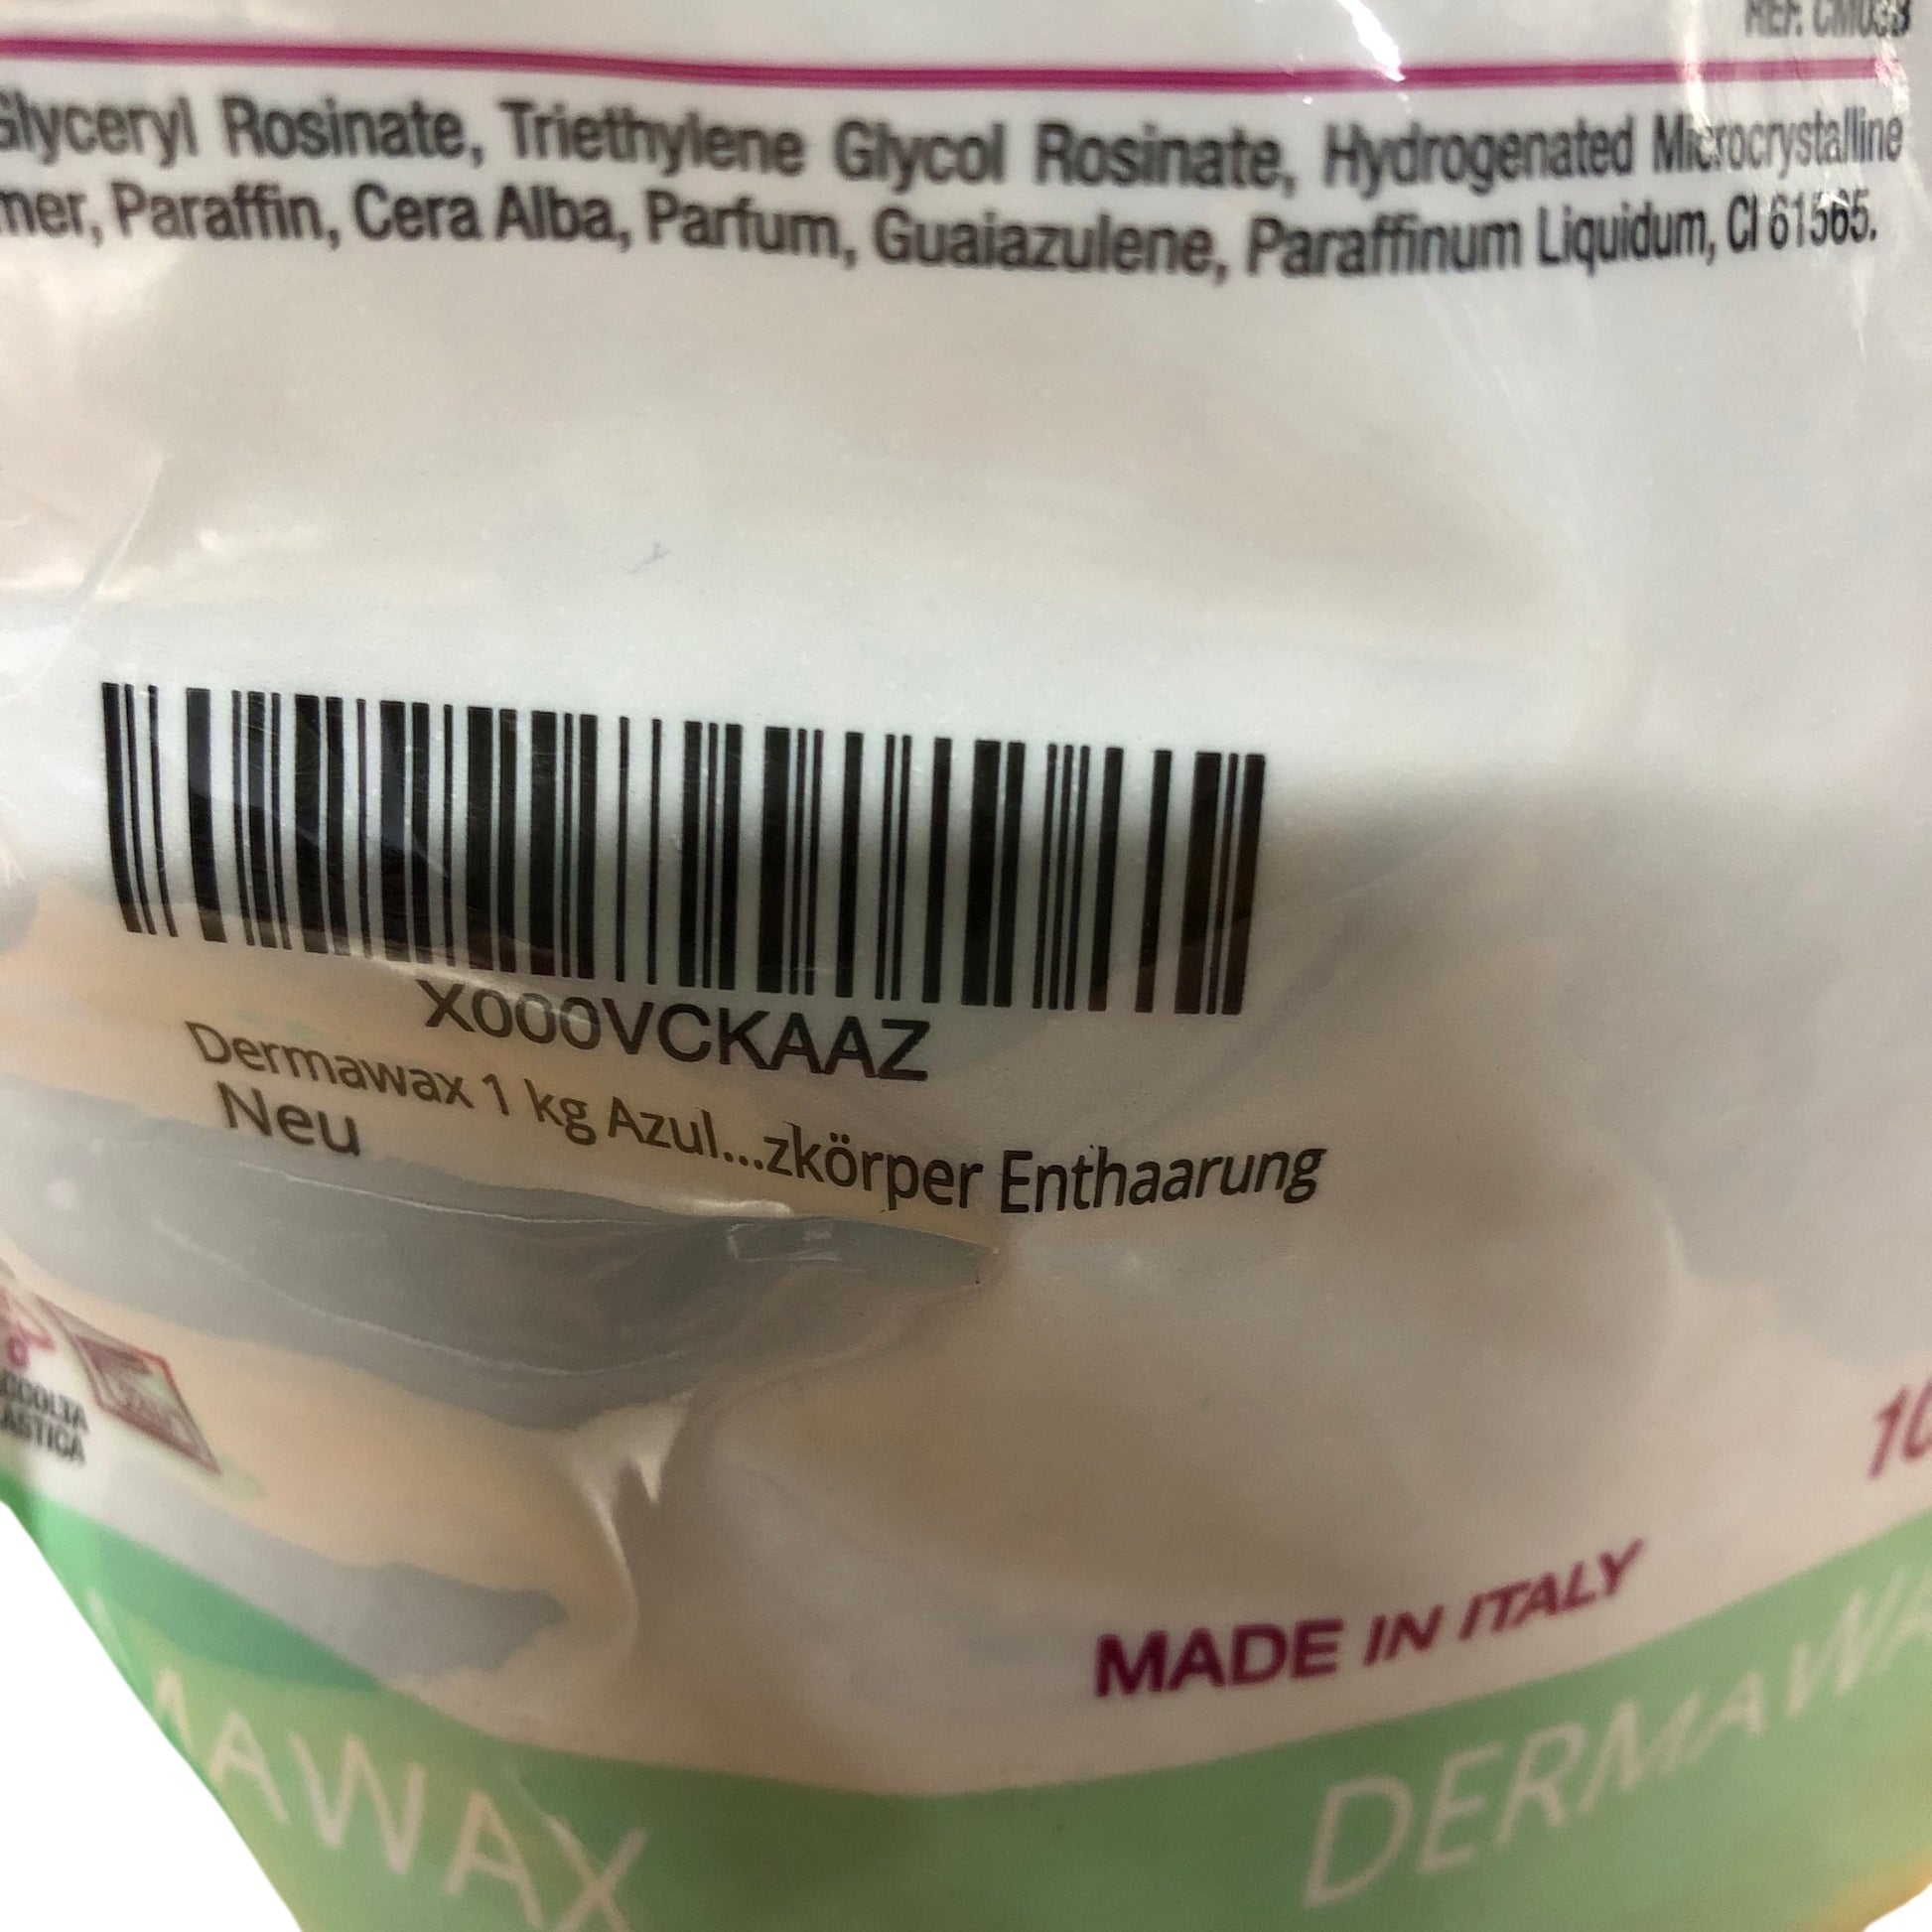 Glyceryl Rosinate, Triethylene Glycol Rosinate, Hydrogenated Microcrystalline
Paraffin, Cera Alba, Parfum, Guaiazulene, Paraffinum Liquidum, CI 61565.
X000VCKAAZ
Dermawax 1 kg Azul...zkörper Enthaarung
Neu
MADE IN ITALY
AWAX
DERMAWA